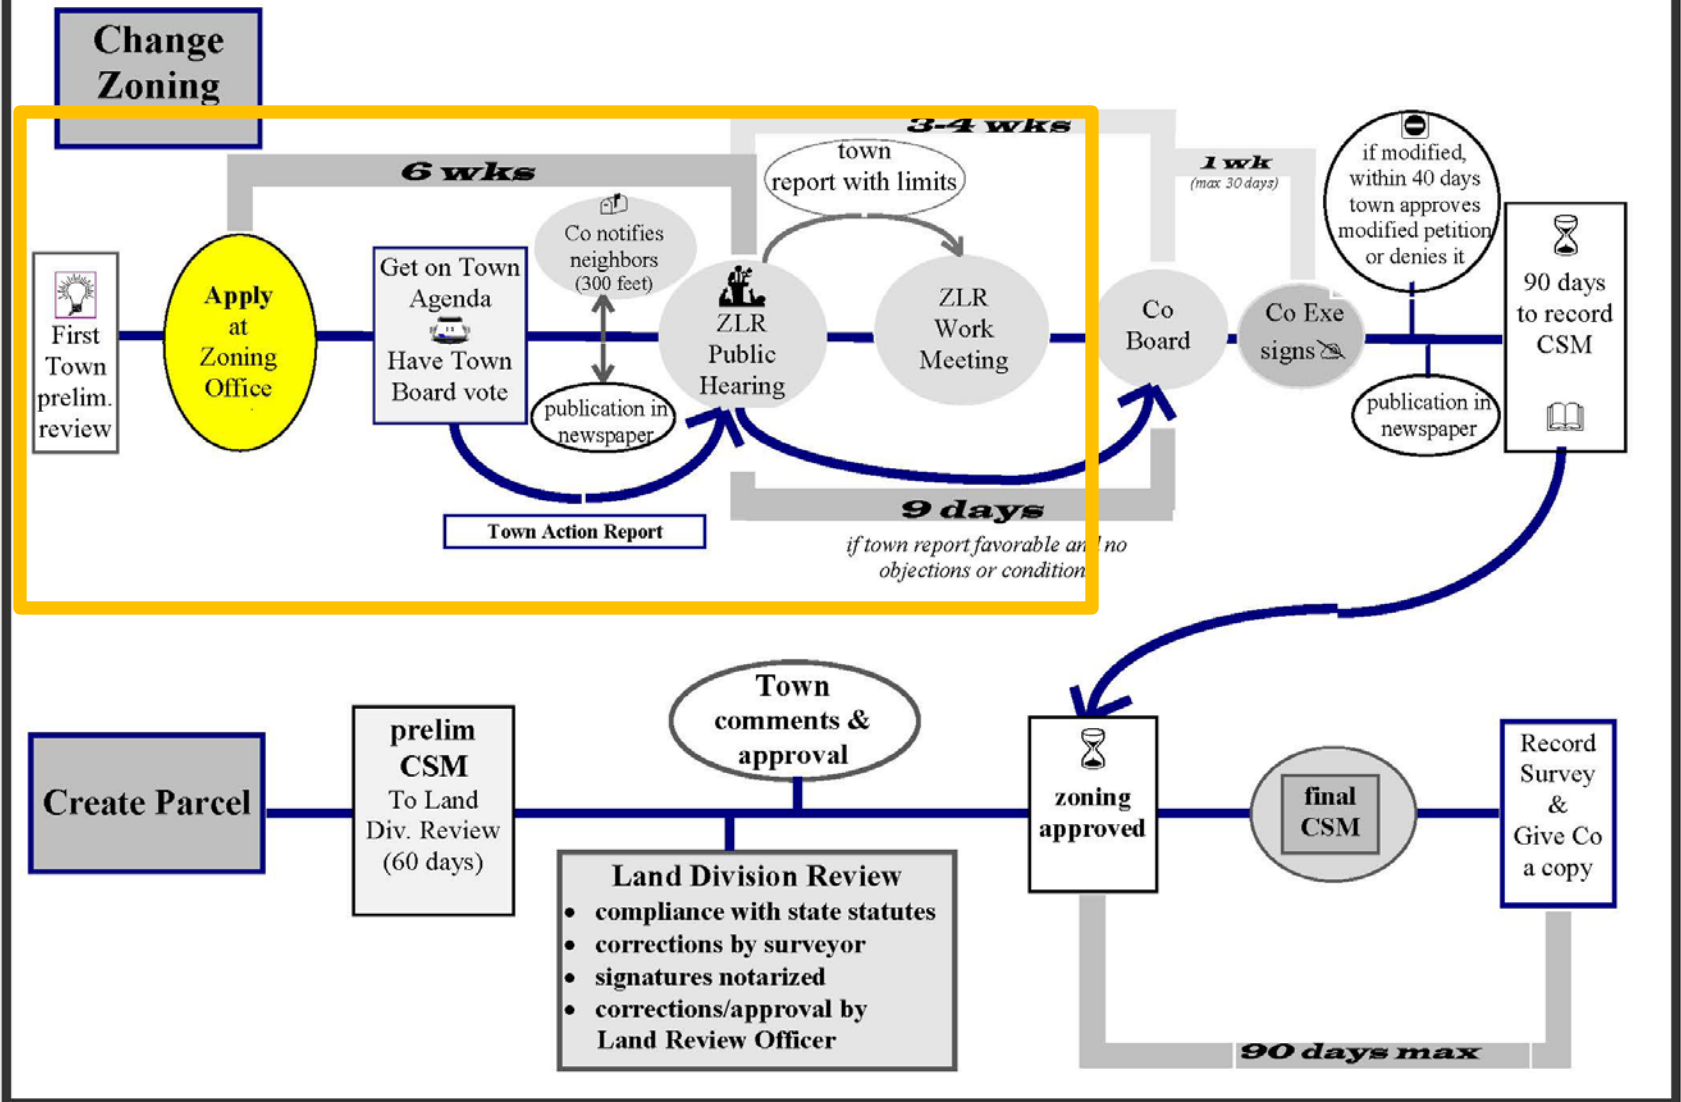 Change
Zoning
6 wks
3-4 wks
1 wk
(max 30 days)
First
Town
prelim.
review
Apply
at
Zoning
Office
Get on Town
Agenda
Have Town
Board vote
Co notifies
neighbors
(300 feet)
publication in
newspaper
Town Action Report
ZLR
Public
Hearing
town
report with limits
ZLR
Work
Meeting
9 days
if town report favorable and no
objections or condition
Co
Board
Co Exe
signs
if modified,
within 40 days
town approves
modified petition
or denies it
publication in
newspaper
90 days
to record
CSM
Create Parcel
prelim
CSM
To Land
Div. Review
(60 days)
Town
comments &
approval
Land Division Review
• compliance with state statutes
• corrections by surveyor
• signatures notarized
• corrections/approval by
Land Review Officer
zoning
approved
final
CSM
Record
Survey
&
Give Co
a copy
90 days max